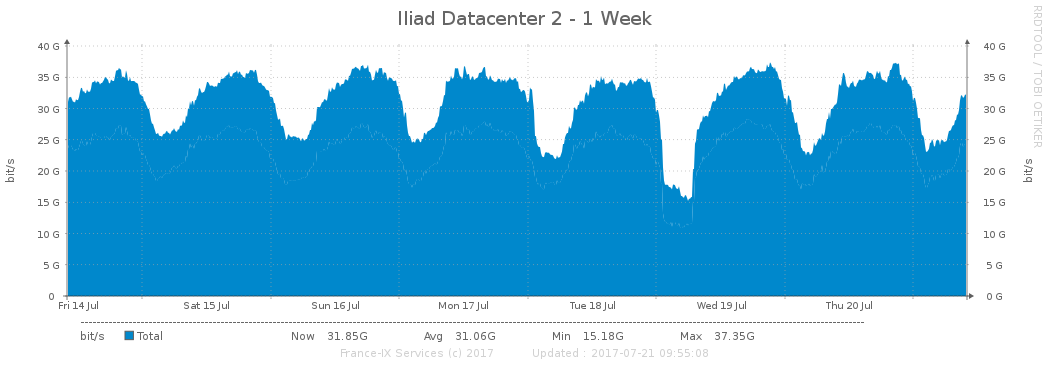 Iliad Datacenter 2 - 1 Week
RRDTOOL / TOBI OETIKER
40 G 40 G
35 G 35 G
30 G 30 G
25 G 25 G
20 G 20 G
15 G 15 G
10 G 10 G
5 G 5 G
0 0 G
bit/s bit/s
Fri 14 Jul Sat 15 Jul Sun 16 Jul Mon 17 Jul Tue 18 Jul Wed 19 Jul Thu 20 Jul
bit/s Total Now 31.85G Avg 31.06G Min 15.18G Max 37.35G
France-IX Services (c) 2017 Updated : 2017-07-21 09:55:08